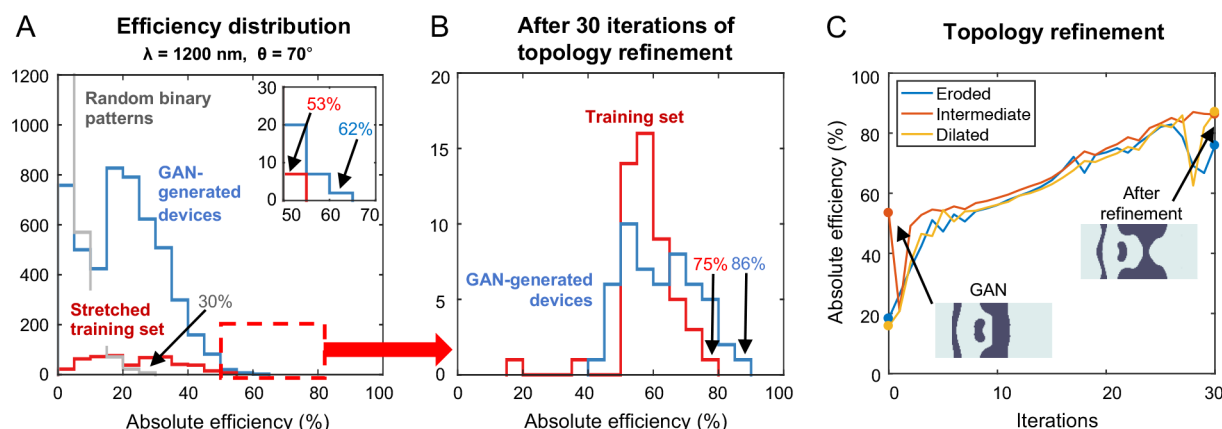 A
Efficiency distribution
λ = 1200 nm, θ = 70°
1200
1000
800
600
400
200
0
0
20
40
60
80
100
Absolute efficiency (%)
Random binary
patterns
GAN-
generated
devices
Stretched
training set
30%
30
20
10
0
50
60
70
53%
62%
B
After 30 iterations of
topology refinement
20
15
10
5
0
0
20
40
60
80
100
Absolute efficiency (%)
Training set
GAN-generated
devices
75%
86%
C
Topology refinement
100
80
60
40
20
0
0
10
20
30
Absolute efficiency (%)
Iterations
Eroded
Intermediate
Dilated
After
refinement
GAN